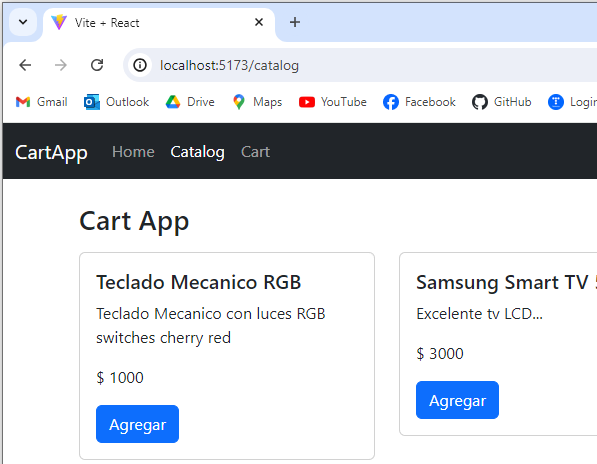 Vite + React
localhost:5173/catalog
Gmail Outlook Drive Maps YouTube Facebook GitHub Login
CartApp Home Catalog Cart
Cart App
Teclado Mecanico RGB
Teclado Mecanico con luces RGB
switches cherry red
$ 1000
Agregar
Samsung Smart TV
Excelente tv LCD...
$ 3000
Agregar